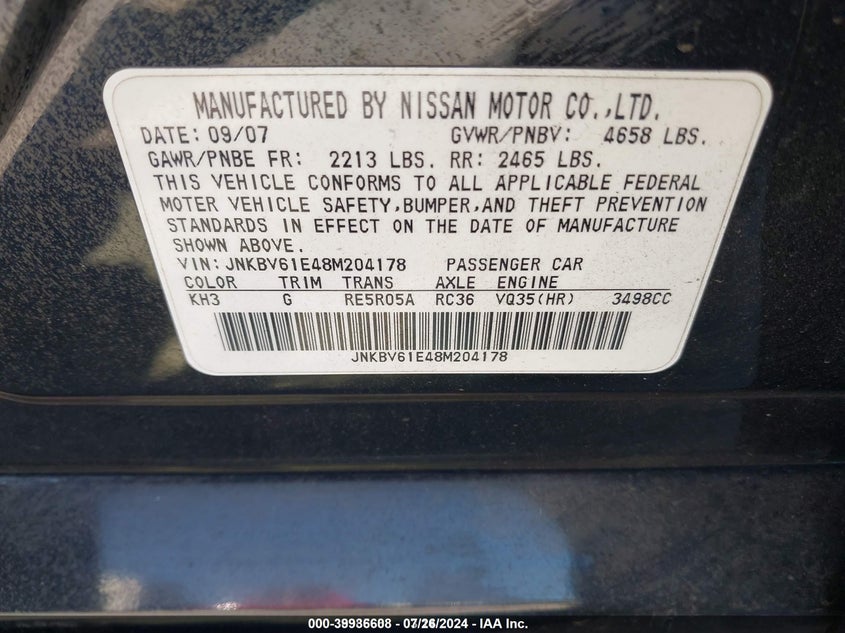 MANUFACTURED BY NISSAN MOTOR CO.,LTD.
DATE: 09/07 GVWR/PNBV: 4658 LBS.
GAWR/PNBE FR: 2213 LBS. RR: 2465 LBS.
THIS VEHICLE CONFORMS TO ALL APPLICABLE FEDERAL
MOTER VEHICLE SAFETY,BUMPER,AND THEFT PREVENTION
STANDARDS IN EFFECT ON THE DATE OF MANUFACTURE
SHOWN ABOVE.
VIN: JNKBV61E48M204178 PASSENGER CAR
COLOR TRIM TRANS AXLE ENGINE
KH3 G RE5R05A RC36 VQ35(HR) 3498CC
JNKBV61E48M204178
000-39936608 - 07/26/2024 - IAA Inc.